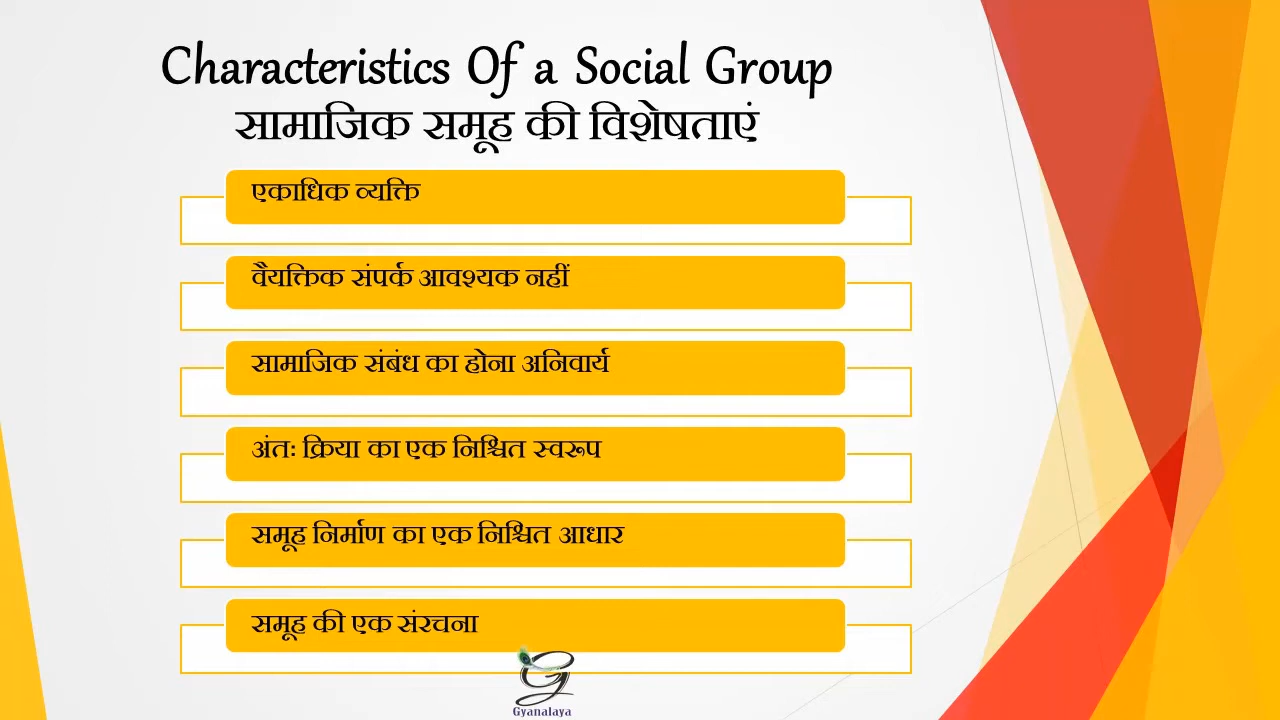 Characteristics Of a Social Group
सामाजिक समूह की विशेषताएं
एकाधिक व्यक्ति
वैयक्तिक संपर्क आवश्यक नहीं
सामाजिक संबंध का होना अनिवार्य
अंतः क्रिया का एक निश्चित स्वरूप
समूह निर्माण का एक निश्चित आधार
समूह की एक संरचना
Gyanalaya